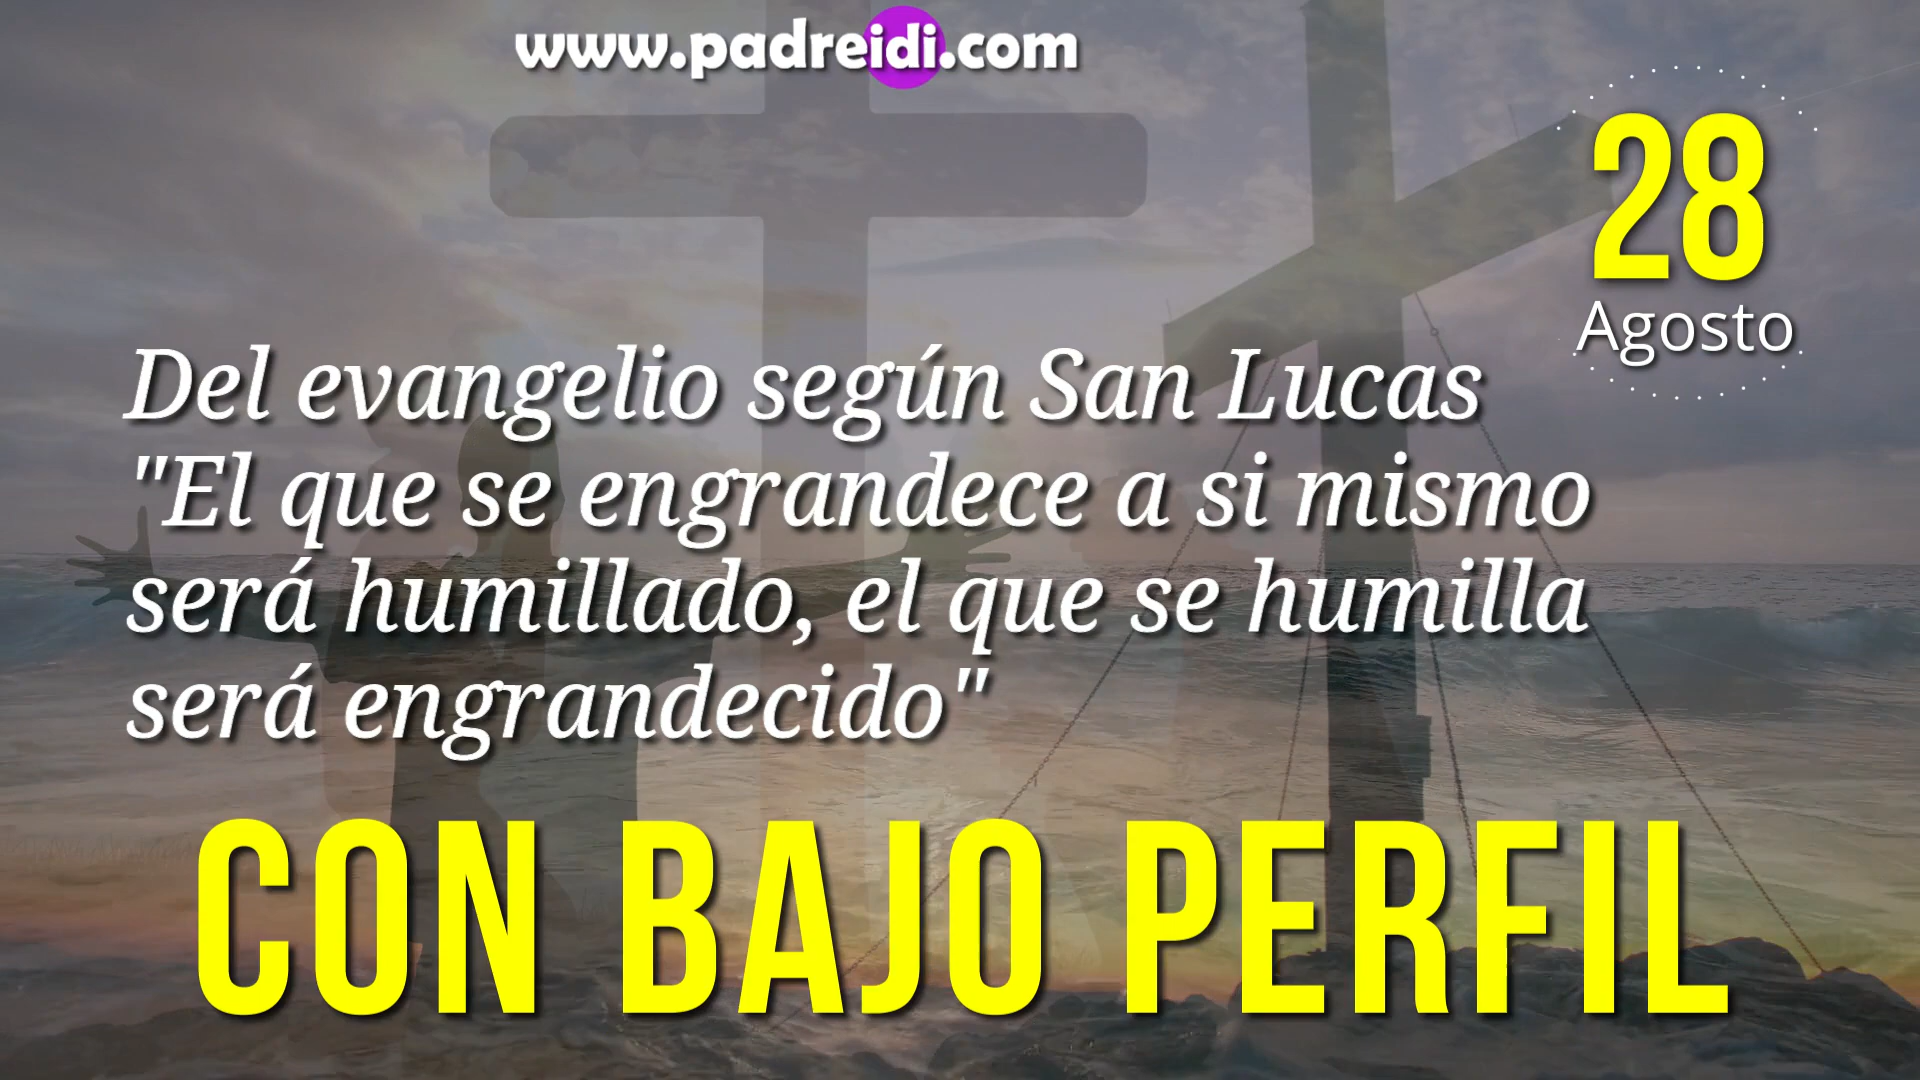 www.padreidi.com
28
Agosto
Del evangelio según San Lucas
"El que se engrandece a si mismo
será humillado, el que se humilla
será engrandecido"
CON BAJO PERFIL